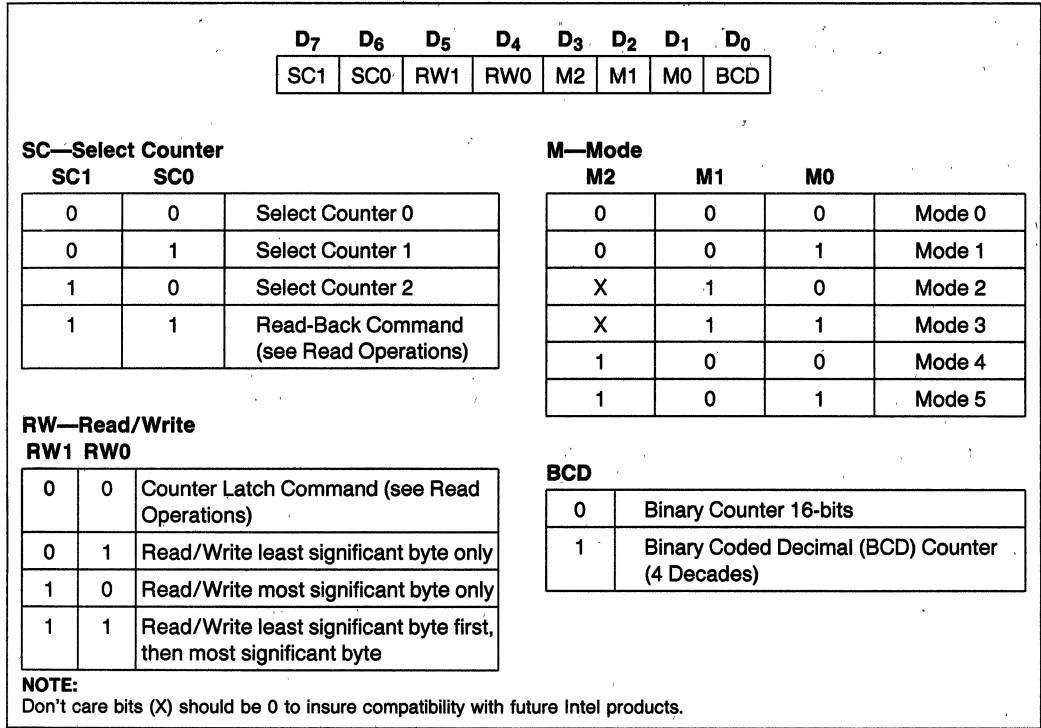 D7 D6 D5 D4 D3 D2 D1 D0
SC1 SC0 RW1 RW0 M2 M1 M0 BCD
SC—Select Counter
SC1 SC0
0 0 Select Counter 0
0 1 Select Counter 1
1 0 Select Counter 2
1 1 Read-Back Command
(see Read Operations)
RW—Read/Write
RW1 RW0
0 0 Counter Latch Command (see Read
Operations)
0 1 Read/Write least significant byte only
1 0 Read/Write most significant byte only
1 1 Read/Write least significant byte first,
then most significant byte
M—Mode
M2 M1 M0
0 0 0 Mode 0
0 0 1 Mode 1
X 1 0 Mode 2
X 1 1 Mode 3
1 0 0 Mode 4
1 0 1 Mode 5
BCD
0 Binary Counter 16-bits
1 Binary Coded Decimal (BCD) Counter
(4 Decades)
NOTE:
Don't care bits (X) should be 0 to insure compatibility with future Intel products.